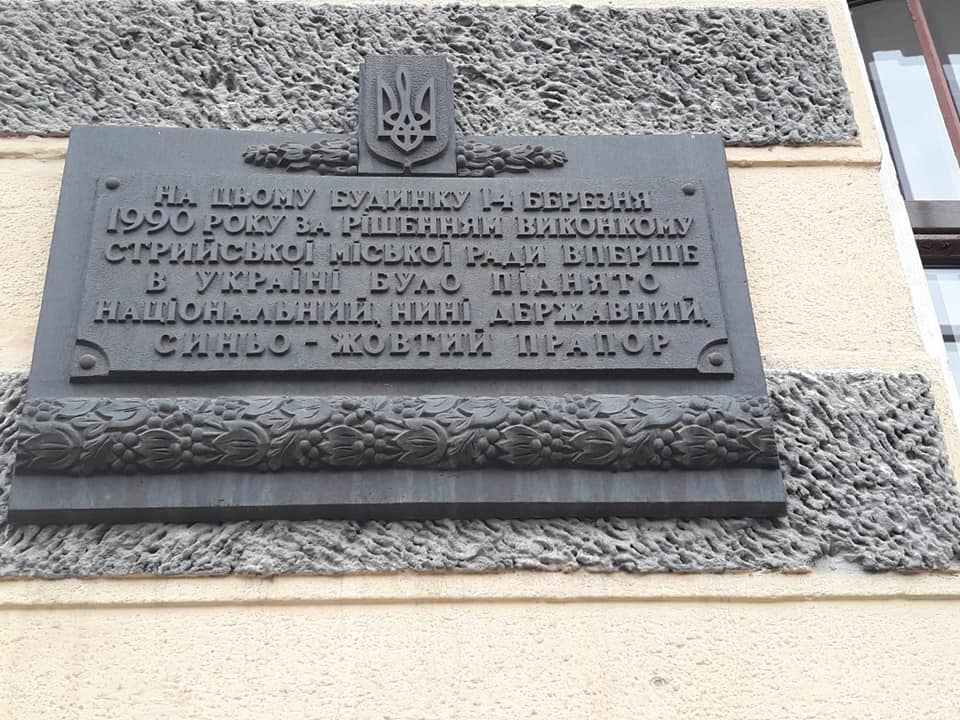 НА ЦЬОМУ БУДИНКУ 14 БЕРЕЗНЯ
1990 РОКУ ЗА РІШЕННЯМ ВИКОНКОМУ
СТРИЙСЬКОЇ МІСЬКОЇ РАДИ ВПЕРШЕ
В УКРАЇНІ БУЛО ПІДНЯТО
НАЦІОНАЛЬНИЙ, НИНІ ДЕРЖАВНИЙ,
СИНЬО - ЖОВТИЙ ПРАПОР